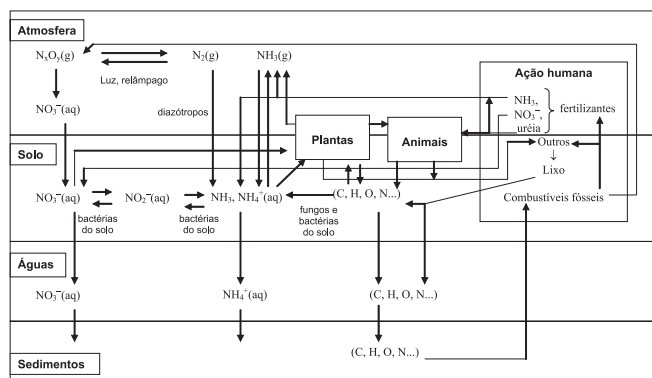 Atmosfera
NxOy(g)
N2(g)
NH3(g)
Luz, relâmpago
Ação humana
NO3−(aq)
diazótropos
NH3,
NO3−,
uréia
fertilizantes
Plantas
Animais
Outros
Solo
Lixo
NO3−(aq)
NO2−(aq)
NH3, NH4+(aq)
(C, H, O, N...)
Combustíveis fósseis
bactérias
do solo
bactérias
do solo
fungos e
bactérias
do solo
Águas
NO3−(aq)
NH4+(aq)
(C, H, O, N...)
Sedimentos
(C, H, O, N...)